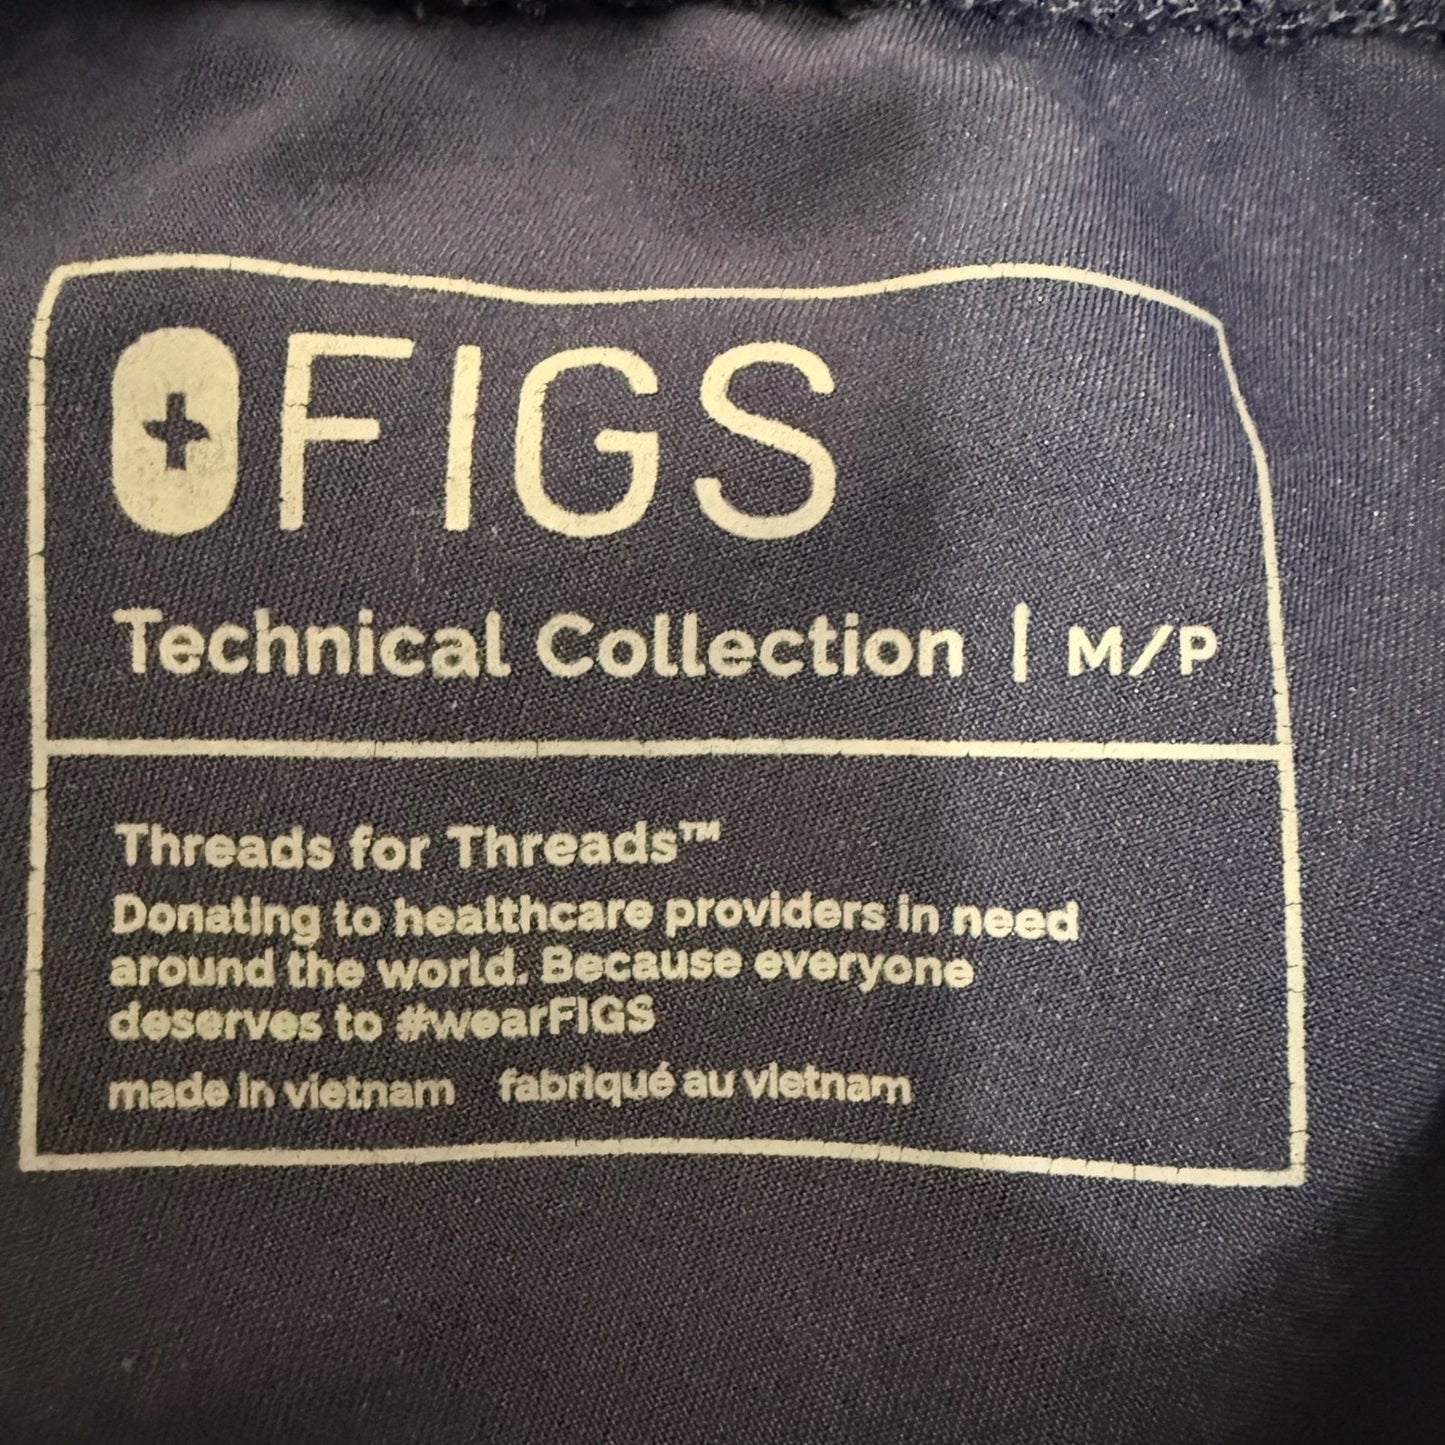 FIGS
Technical Collection | M/P
Threads for Threads™
Donating to healthcare providers in need
around the world. Because everyone
deserves to #wearFIGS
made in vietnam fabriqué au vietnam